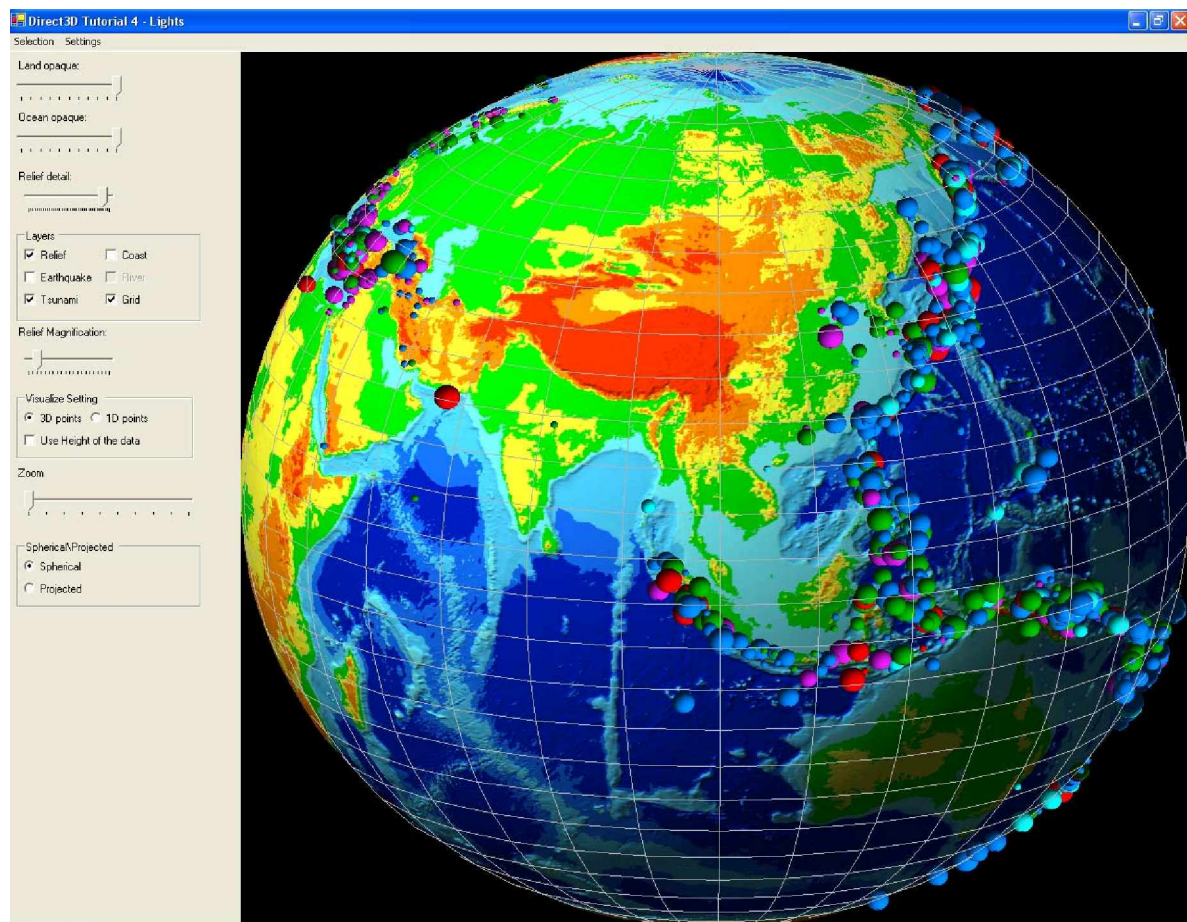 Direct3D Tutorial 4 - Lights
Selection Settings
Land opaque:
Ocean opaque:
Relief detail:
Layers
Relief Coast
Earthquake River
Tsunami Grid
Relief Magnification:
Visualize Setting
3D points 1D points
Use Height of the data
Zoom
Spherical\Projected
Spherical
Projected